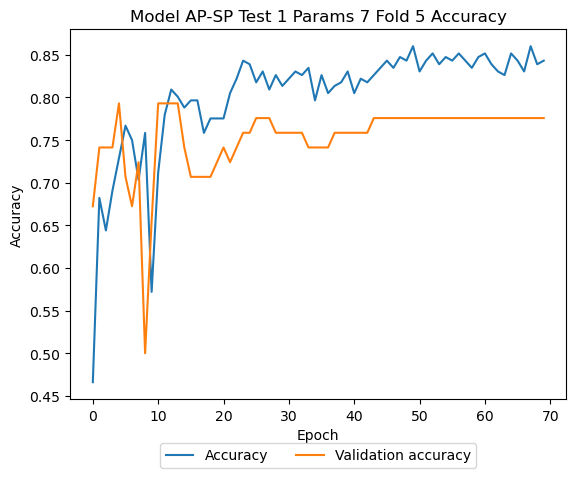 Model AP-SP Test 1 Params 7 Fold 5 Accuracy
0.85
0.80
0.75
0.70
0.65
0.60
0.55
0.50
0.45
Accuracy
0 10 20 30 40 50 60 70
Epoch
Accuracy Validation accuracy